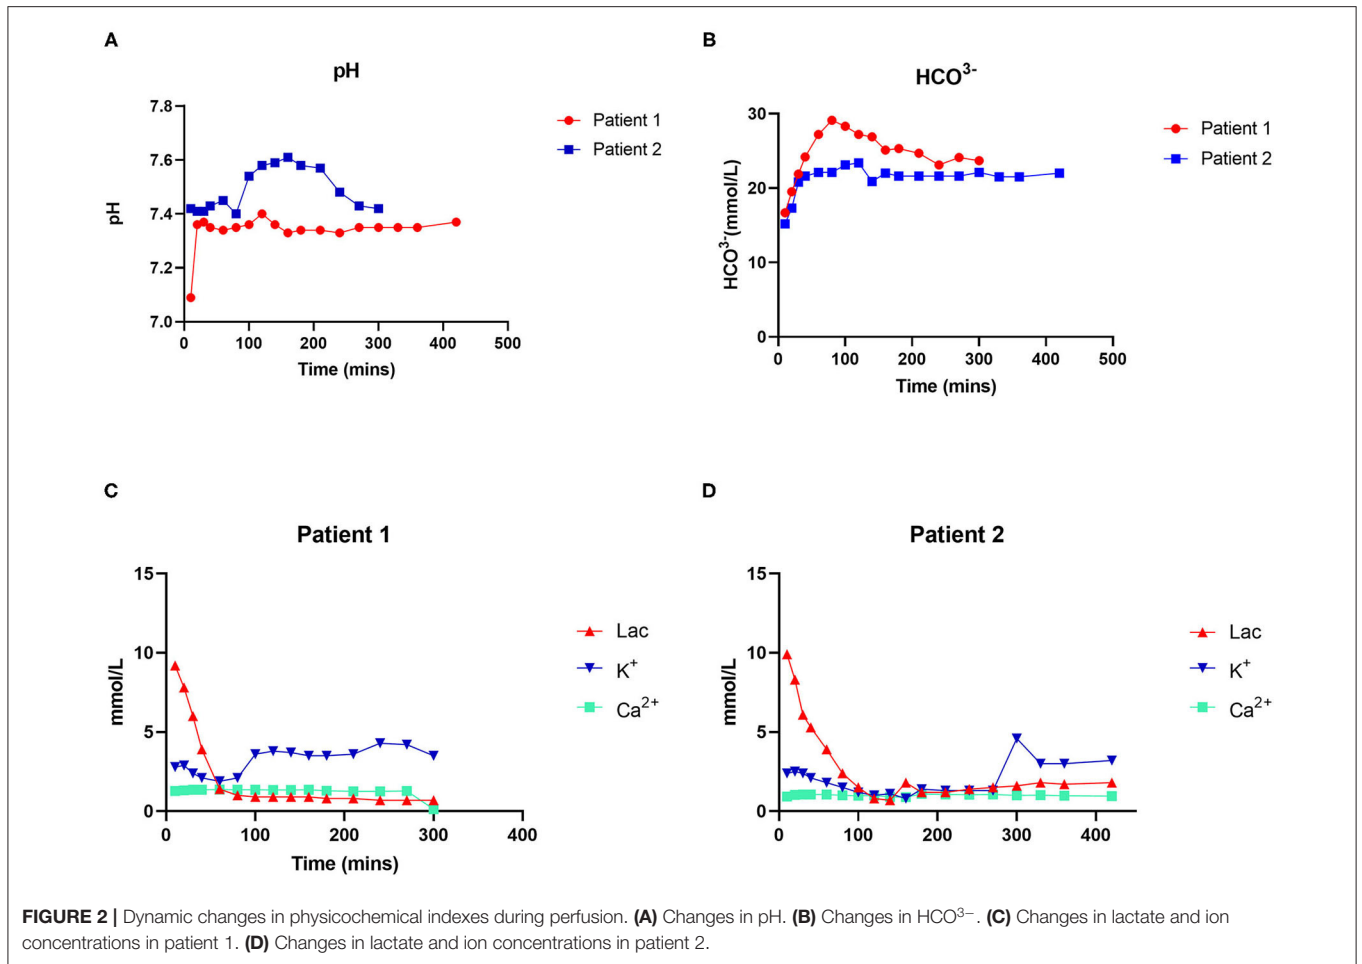 A
pH
7.8
7.6
7.4
7.2
7.0
pH
0 100 200 300 400 500
Time (mins)
Patient 1
Patient 2
B
HCO³⁻
30
20
10
0
HCO³⁻(mmol/L)
0 100 200 300 400 500
Time (mins)
Patient 1
Patient 2
C
Patient 1
15
10
5
0
mmol/L
0 100 200 300 400
Time (mins)
Lac
K⁺
Ca²⁺
D
Patient 2
15
10
5
0
mmol/L
0 100 200 300 400
Lac
K⁺
Ca²⁺
FIGURE 2 | Dynamic changes in physicochemical indexes during perfusion. (A) Changes in pH. (B) Changes in HCO³⁻. (C) Changes in lactate and ion
concentrations in patient 1. (D) Changes in lactate and ion concentrations in patient 2.